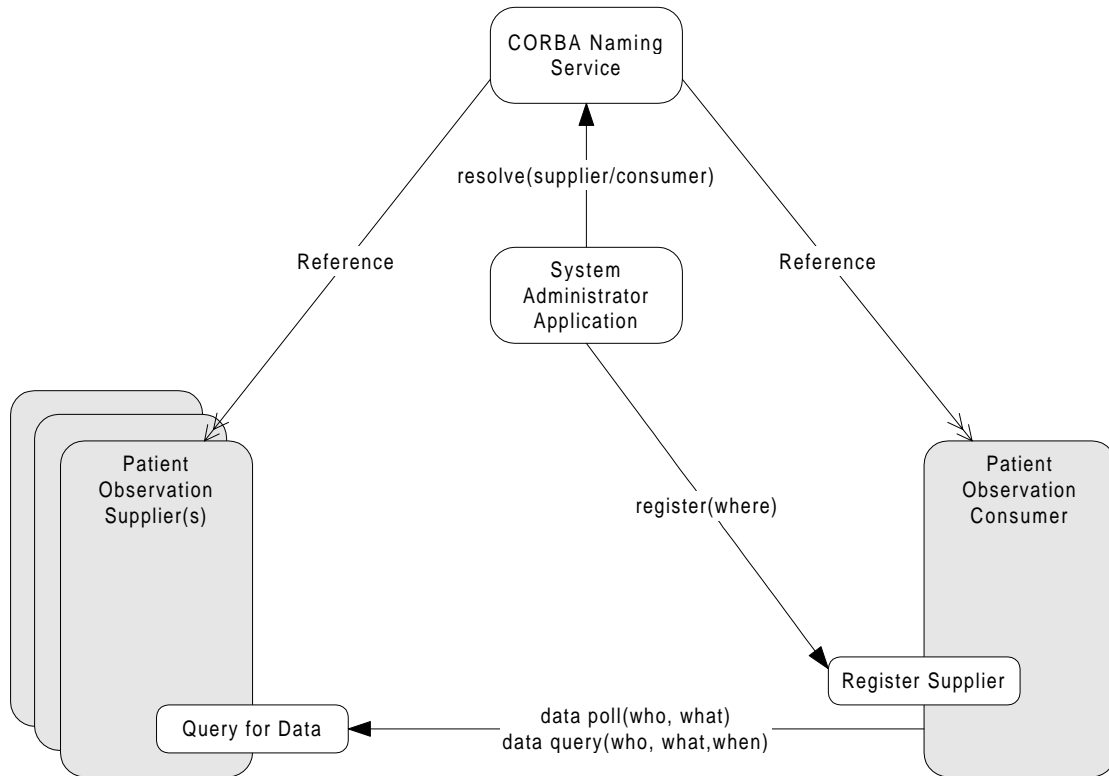 CORBA Naming
Service
resolve(supplier/consumer)
Reference
System
Administrator
Application
Reference
Patient
Observation
Supplier(s)
register(where)
Patient
Observation
Consumer
Register Supplier
Query for Data
data poll(who, what)
data query(who, what,when)